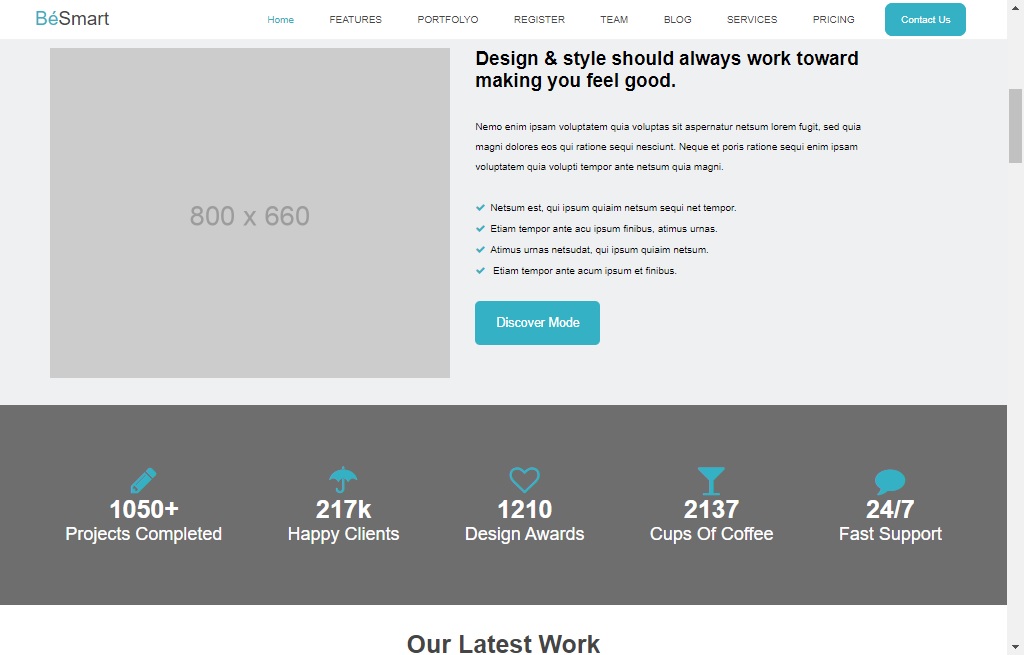 BéSmart
Home FEATURES PORTFOLYO REGISTER TEAM BLOG SERVICES PRICING Contact Us
800 x 660
Design & style should always work toward
making you feel good.
Nemo enim ipsam voluptatem quia voluptas sit aspernatur netsum lorem fugit, sed quia
magni dolores eos qui ratione sequi nesciunt. Neque et poris ratione sequi enim ipsam
voluptatem quia volupti tempor ante netsum quia magni.
Netsum est, qui ipsum quiaim netsum sequi net tempor.
Etiam tempor ante acu ipsum finibus, atimus urnas.
Atimus urnas netsudat, qui ipsum quiaim netsum.
Etiam tempor ante acum ipsum et finibus.
Discover Mode
1050+ 217k 1210 2137 24/7
Projects Completed Happy Clients Design Awards Cups Of Coffee Fast Support
Our Latest Work